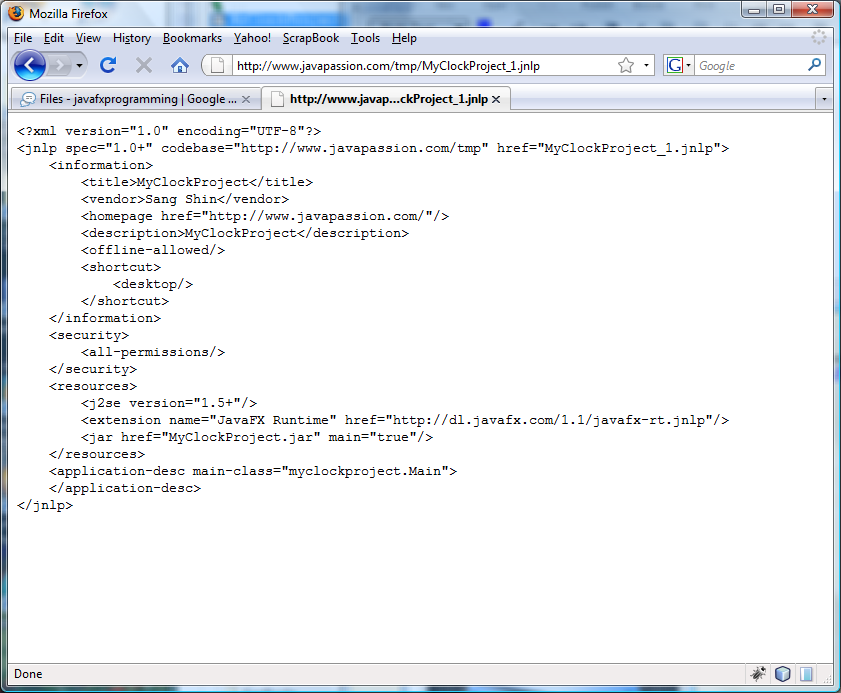 Mozilla Firefox
File Edit View History Bookmarks Yahoo! ScrapBook Tools Help
http://www.javapassion.com/tmp/MyClockProject_1.jnlp
G Google
Files - javafxprogramming | Google ...
http://www.javap...ckProject_1.jnlp
<?xml version="1.0" encoding="UTF-8"?>
<jnlp spec="1.0+" codebase="http://www.javapassion.com/tmp" href="MyClockProject_1.jnlp">
    <information>
        <title>MyClockProject</title>
        <vendor>Sang Shin</vendor>
        <homepage href="http://www.javapassion.com/"/>
        <description>MyClockProject</description>
        <offline-allowed/>
        <shortcut>
            <desktop/>
        </shortcut>
    </information>
    <security>
        <all-permissions/>
    </security>
    <resources>
        <j2se version="1.5+"/>
        <extension name="JavaFX Runtime" href="http://dl.javafx.com/1.1/javafx-rt.jnlp"/>
        <jar href="MyClockProject.jar" main="true"/>
    </resources>
    <application-desc main-class="myclockproject.Main">
    </application-desc>
</jnlp>
Done